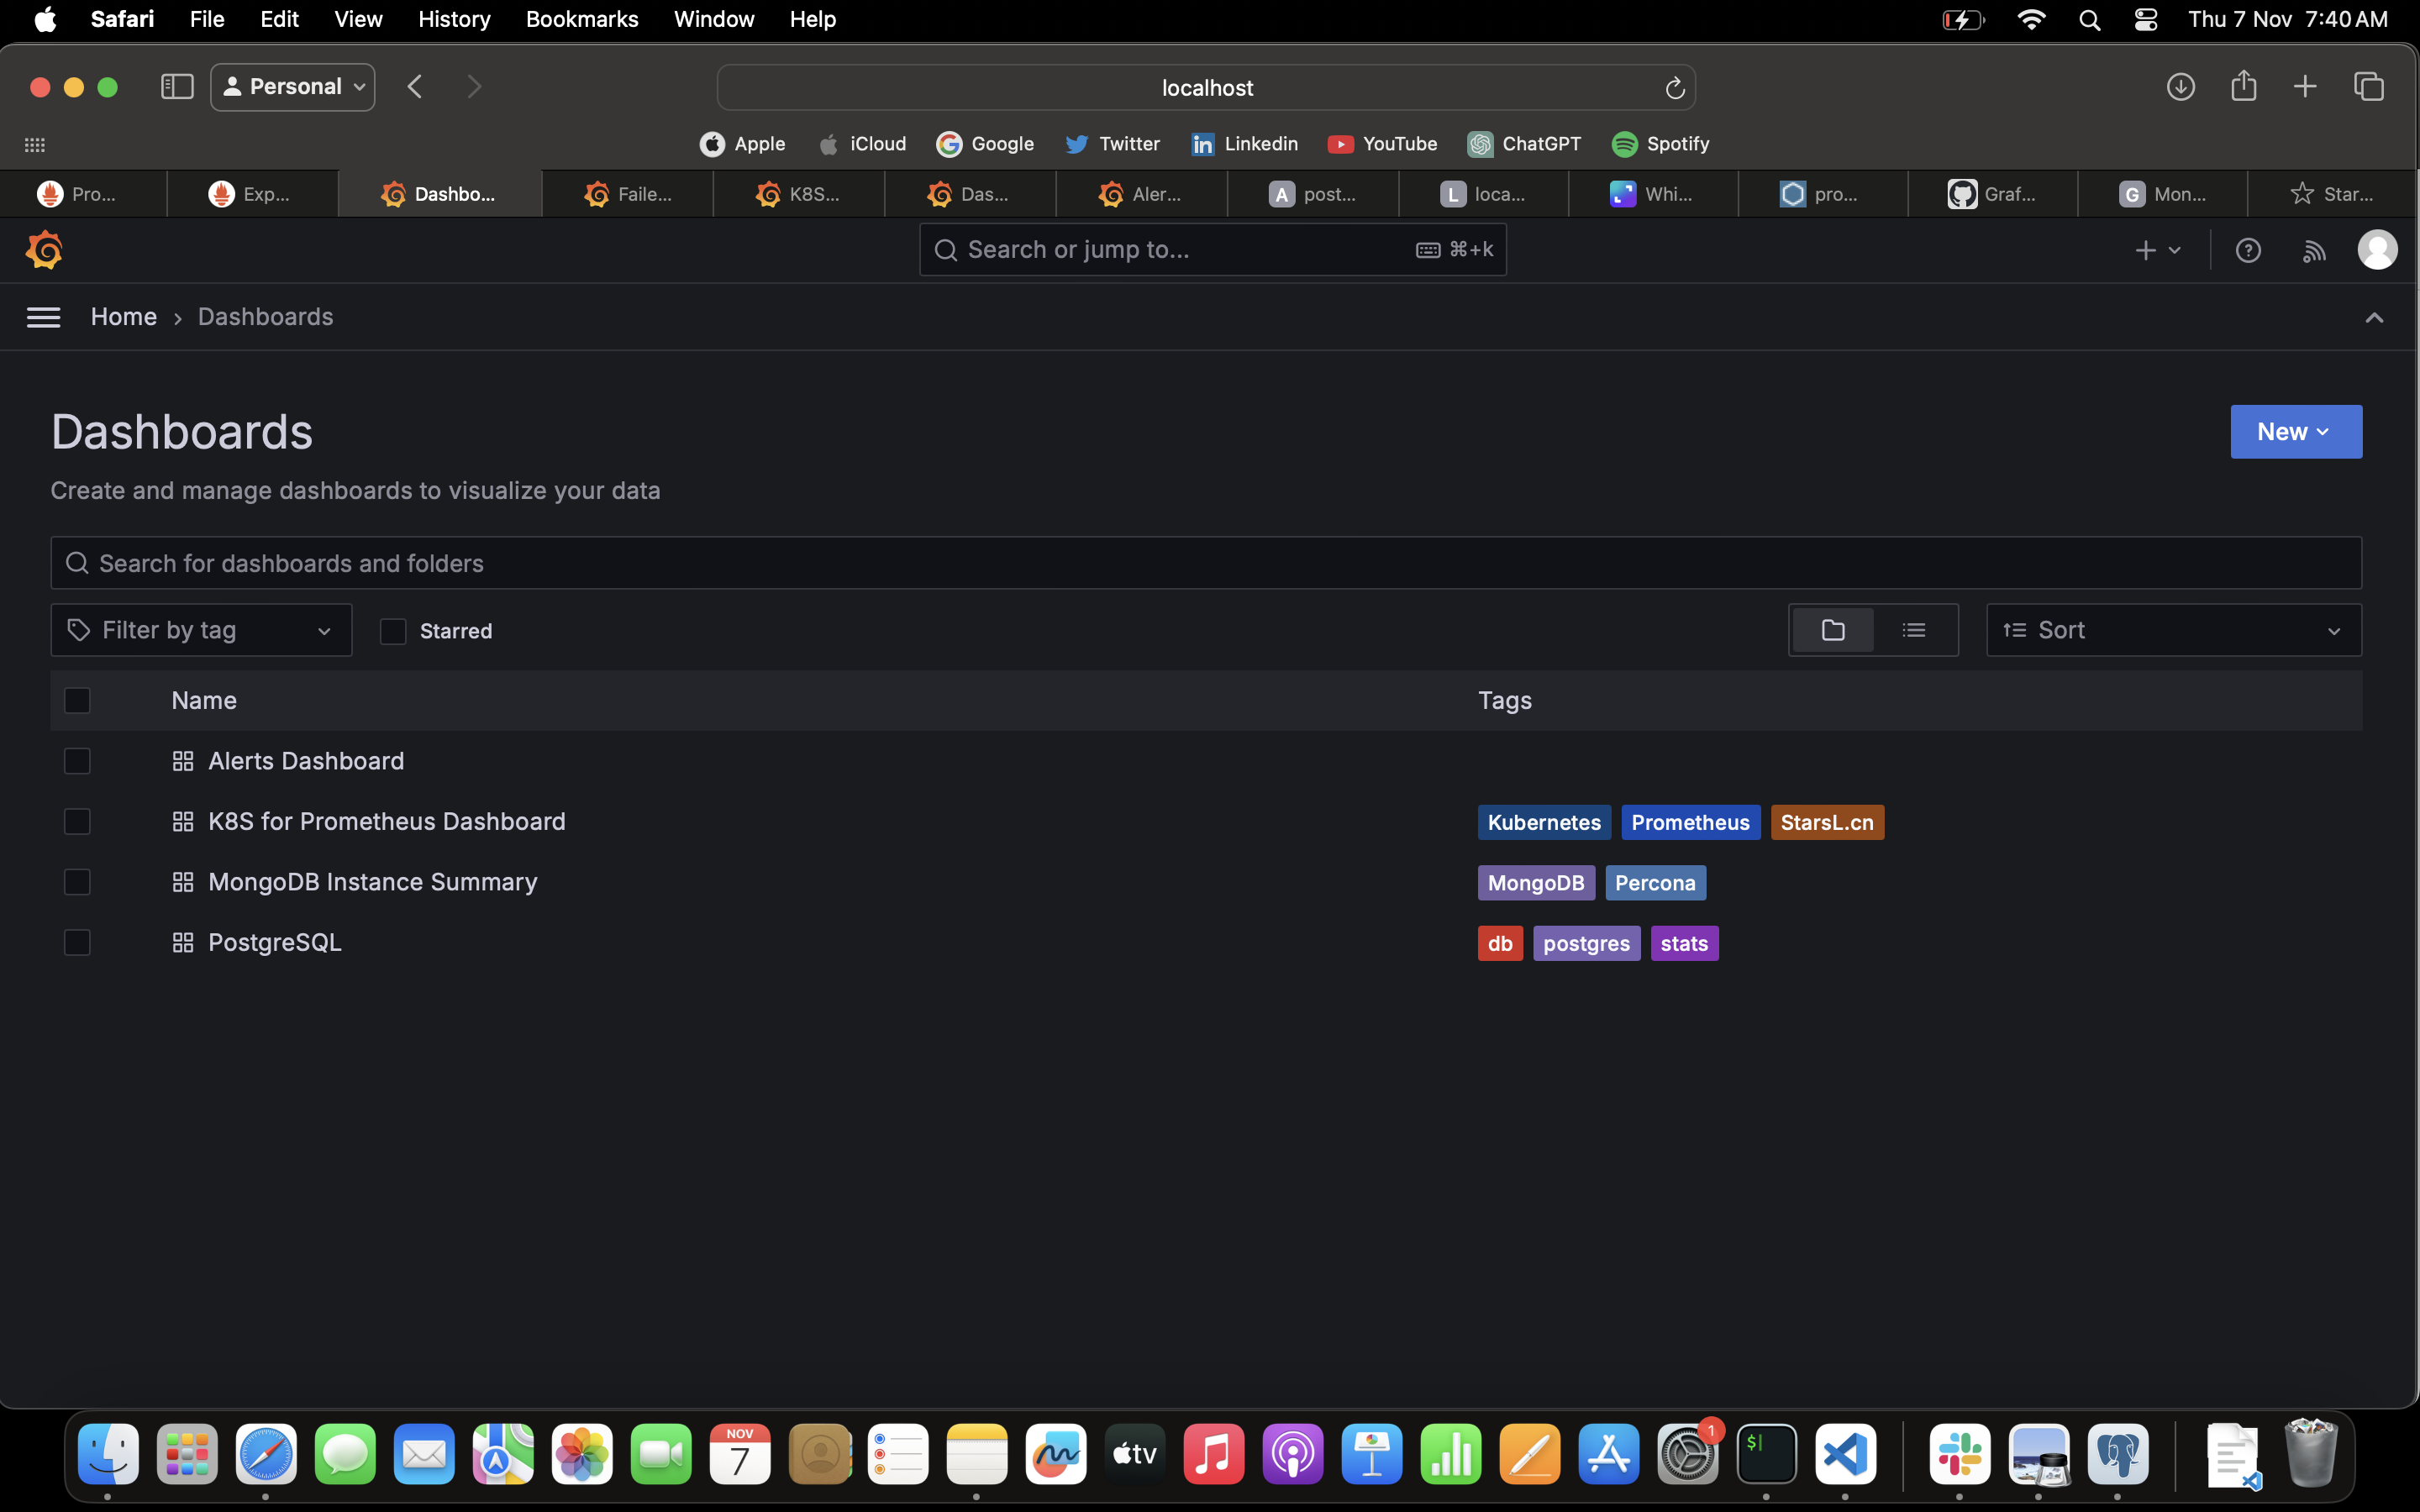 Safari File Edit View History Bookmarks Window Help Thu 7 Nov 7:40 AM
Personal localhost
Apple iCloud Google Twitter Linkedin YouTube ChatGPT Spotify
Pro... Exp... Dashbo... Faile... K8S... Das... Aler... A post... L loca... Whi... pro... Graf... G Mon... Star...
Search or jump to... ⌘+k
Home › Dashboards
Dashboards
New
Create and manage dashboards to visualize your data
Search for dashboards and folders
Filter by tag Starred Sort
Name Tags
Alerts Dashboard
K8S for Prometheus Dashboard Kubernetes Prometheus StarsL.cn
MongoDB Instance Summary MongoDB Percona
PostgreSQL db postgres stats
NOV
7
tv
1
$